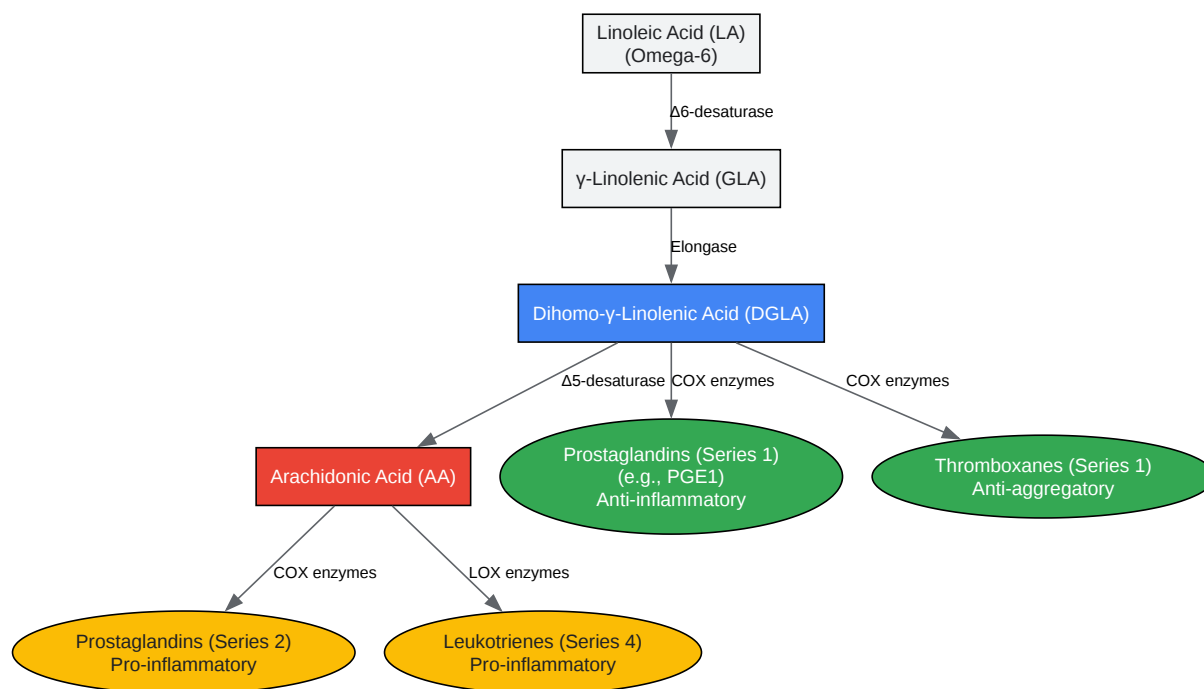 Linoleic Acid (LA)
(Omega-6)
Δ6-desaturase
γ-Linolenic Acid (GLA)
Elongase
Dihomo-γ-Linolenic Acid (DGLA)
Δ5-desaturase
COX enzymes
COX enzymes
Arachidonic Acid (AA)
Prostaglandins (Series 1)
(e.g., PGE1)
Anti-inflammatory
Thromboxanes (Series 1)
Anti-aggregatory
COX enzymes
LOX enzymes
Prostaglandins (Series 2)
Pro-inflammatory
Leukotrienes (Series 4)
Pro-inflammatory